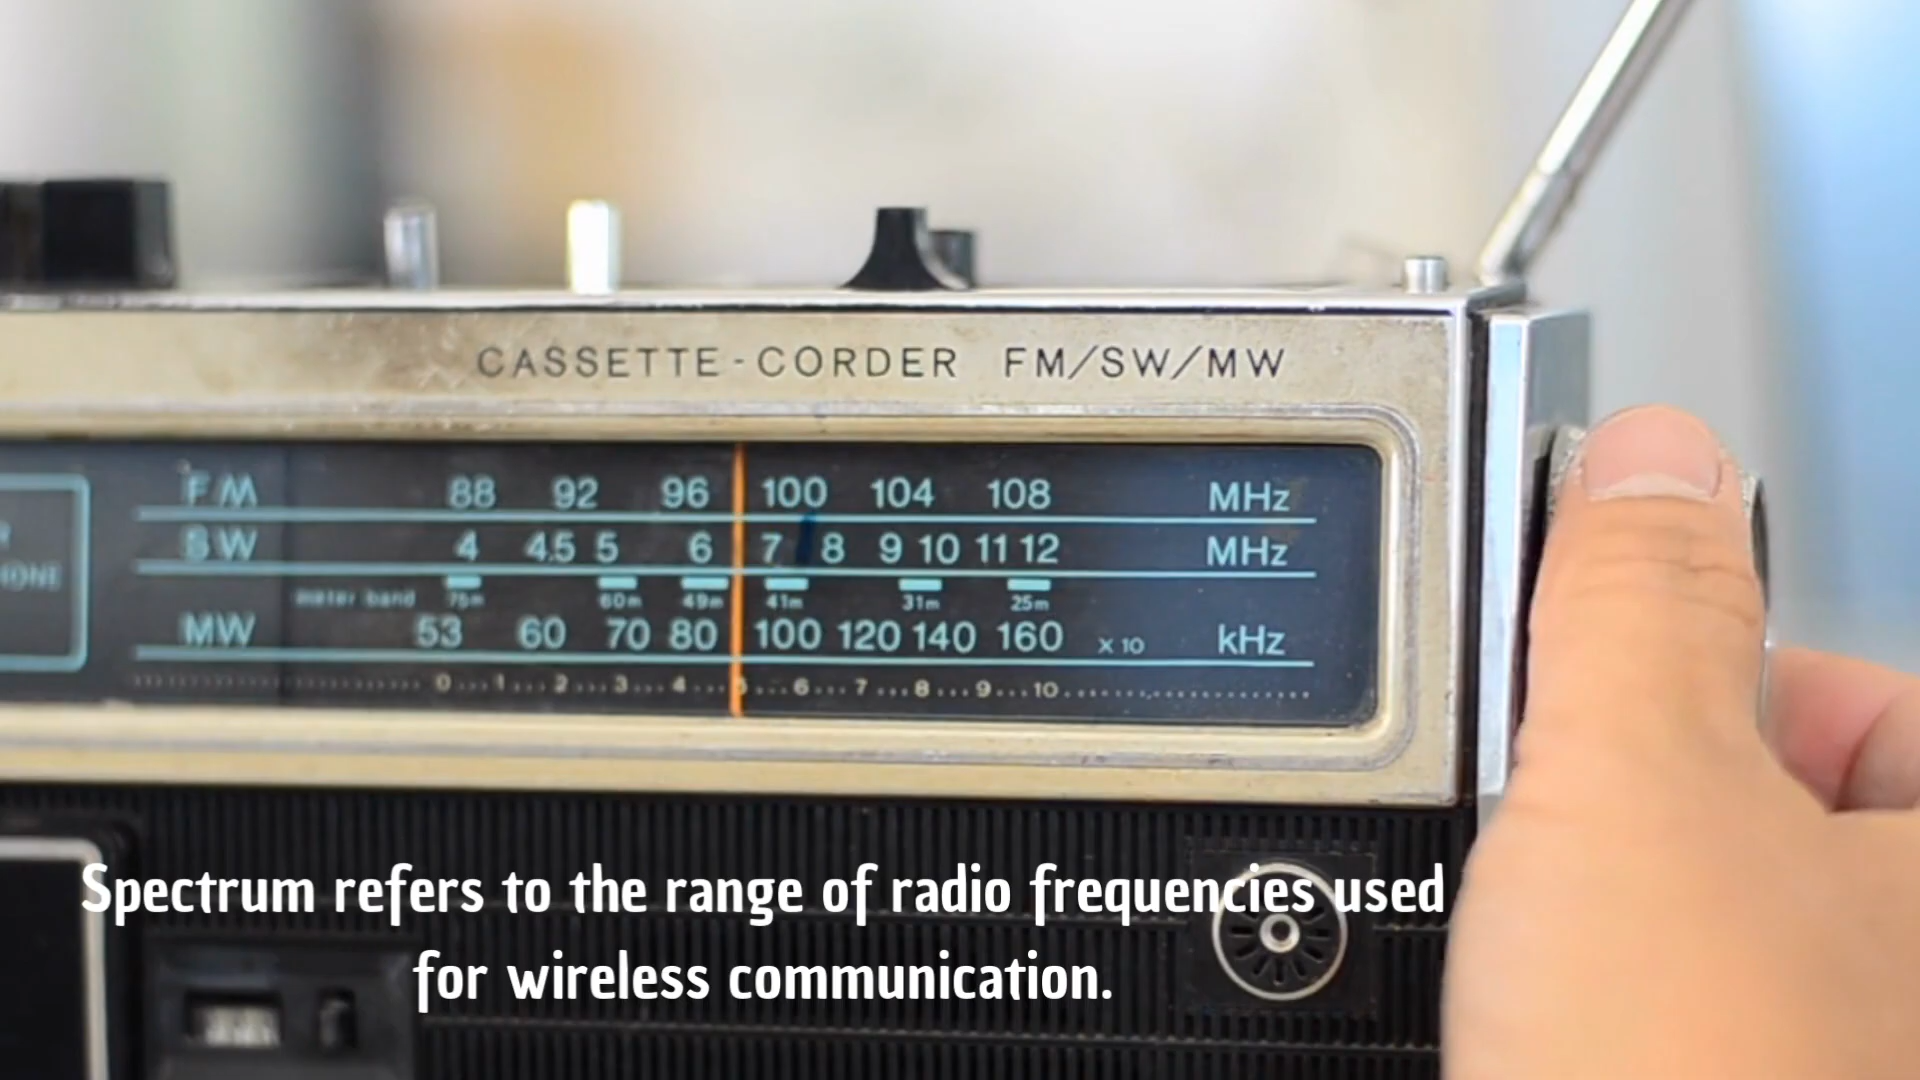 CASSETTE-CORDER FM/SW/MW
FM 88 92 96 100 104 108 MHz
SW 4 4.5 5 6 7 8 9 10 11 12 MHz
meter band 75m 60m 49m 41m 31m 25m
MW 53 60 70 80 100 120 140 160 x 10 kHz
0 1 2 3 4 5 6 7 8 9 10
Spectrum refers to the range of radio frequencies used
for wireless communication.